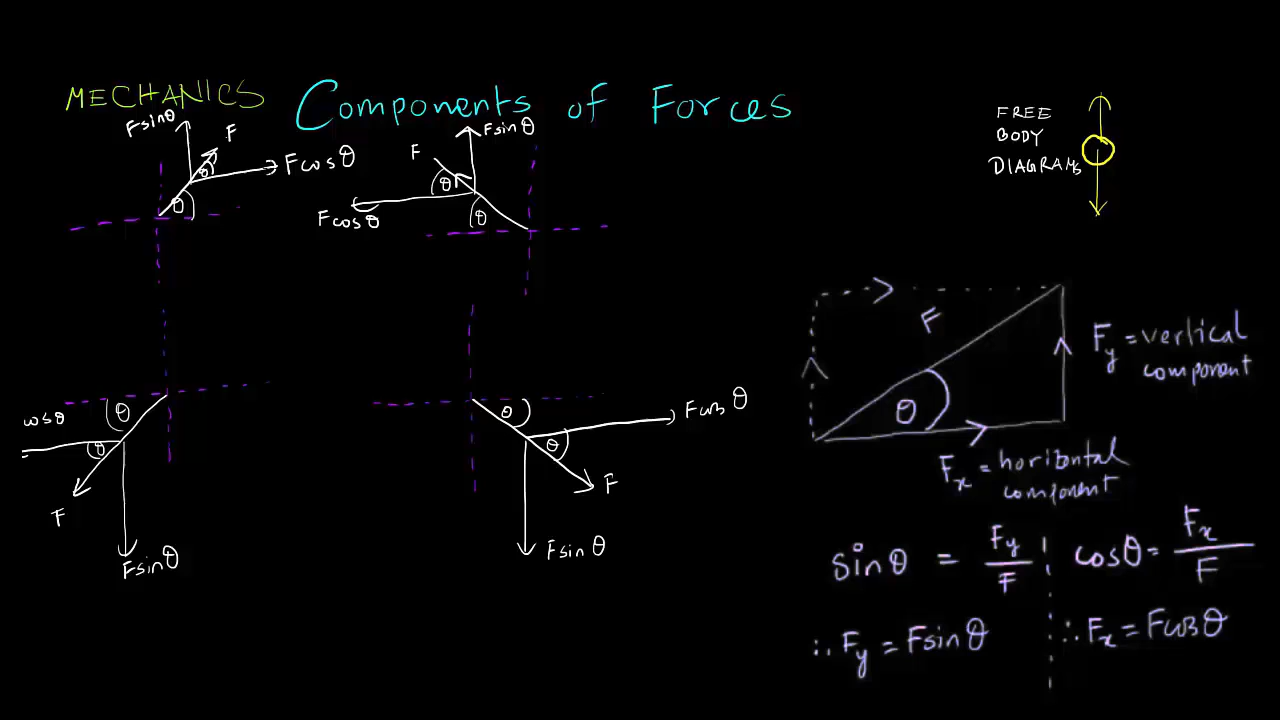 MECHANICS Components of Forces
FREE
BODY
DIAGRAMS
Fsinθ
F
θ
Fcosθ
θ
F
Fsinθ
θ
Fcosθ
θ
F
θ
Fy = vertical
component
θ
Fx = horizontal
component
cosθ
θ
θ
F
Fsinθ
θ
Fcosθ
θ
F
Fsinθ
sinθ = Fy/F
cosθ = Fx/F
∴ Fy = Fsinθ
∴ Fx = Fcosθ